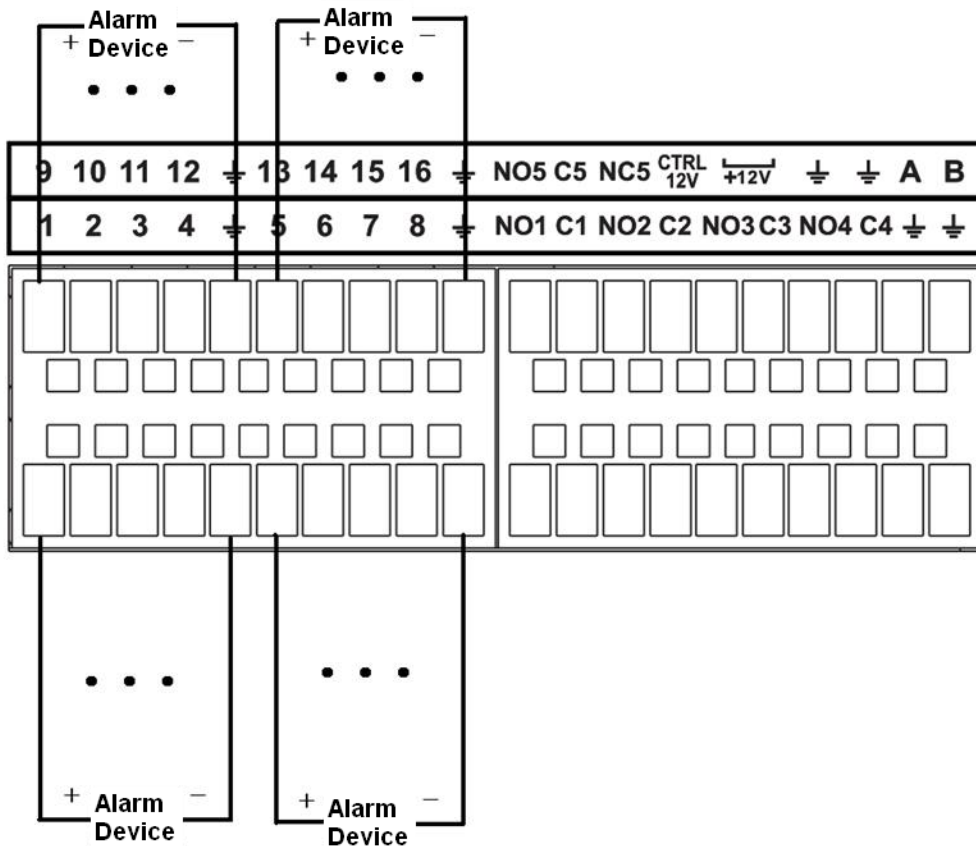 Alarm
Device
+ −
Alarm
Device
+ −
9 10 11 12 ⏚ 13 14 15 16 ⏚ NO5 C5 NC5 CTRL 12V +12V ⏚ ⏚ A B
1 2 3 4 ⏚ 5 6 7 8 ⏚ NO1 C1 NO2 C2 NO3 C3 NO4 C4 ⏚ ⏚
+ −
Alarm
Device
+ −
Alarm
Device